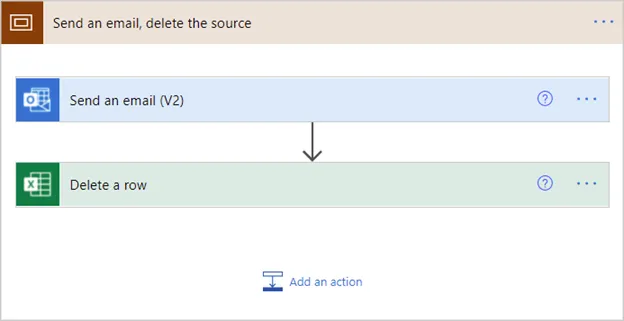 Send an email, delete the source
Send an email (V2)
Delete a row
Add an action